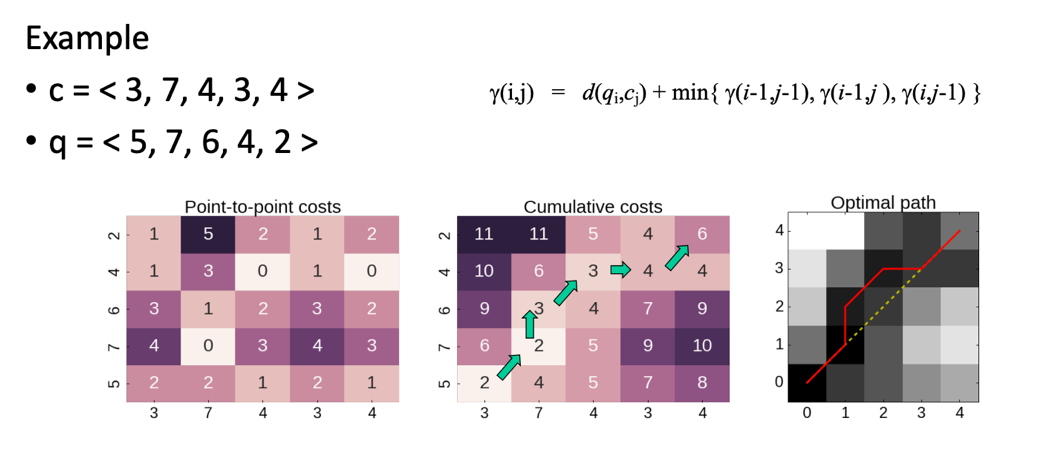 Example
• c = < 3, 7, 4, 3, 4 >
γ(i,j) = d(qi,cj) + min{ γ(i-1,j-1), γ(i-1,j ), γ(i,j-1) }
• q = < 5, 7, 6, 4, 2 >
Point-to-point costs
2 1 5 2 1 2
4 1 3 0 1 0
6 3 1 2 3 2
7 4 0 3 4 3
5 2 2 1 2 1
3 7 4 3 4
Cumulative costs
2 11 11 5 4 6
4 10 6 3 4 4
6 9 3 4 7 9
7 6 2 5 9 10
5 2 4 5 7 8
3 7 4 3 4
Optimal path
4
3
2
1
0
0 1 2 3 4